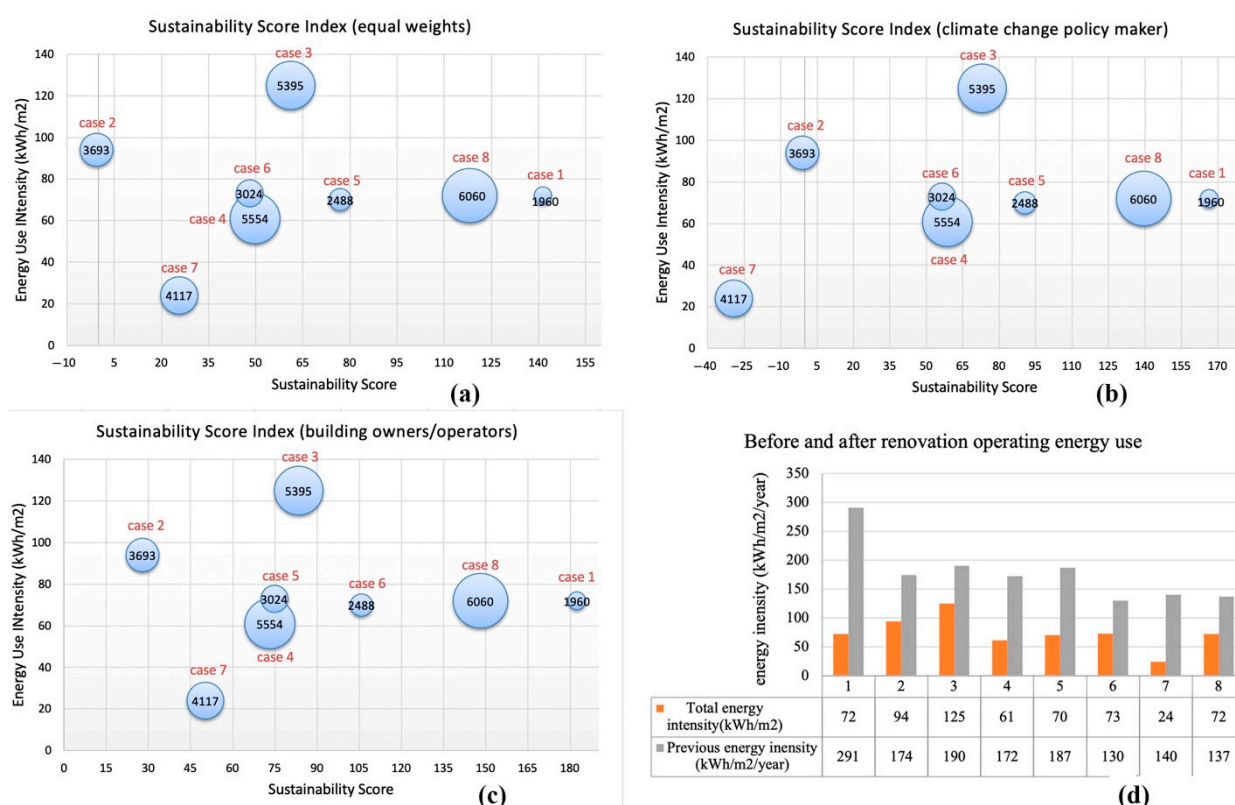 Sustainability Score Index (equal weights)
Energy Use INtensity (kWh/m2)
140
120
100
80
60
40
20
0
case 3
5395
case 2
3693
case 6
3024
case 5
2488
case 8
6060
case 1
1960
case 4
5554
case 7
4117
−10 5 20 35 50 65 80 95 110 125 140 155
Sustainability Score
(a)
Sustainability Score Index (climate change policy maker)
Energy Use Intensity (kWh/m2)
140
120
100
80
60
40
20
0
case 3
5395
case 2
3693
case 6
3024
case 5
2488
case 8
6060
case 1
1960
5554
case 4
case 7
4117
−40 −25 −10 5 20 35 50 65 80 95 110 125 140 155 170
Sustainability Score
(b)
Sustainability Score Index (building owners/operators)
Energy Use INtensity (kWh/m2)
140
120
100
80
60
40
20
0
case 3
5395
case 2
3693
case 5
3024
case 6
2488
case 8
6060
case 1
1960
5554
case 4
case 7
4117
0 15 30 45 60 75 90 105 120 135 150 165 180
Sustainability Score
(c)
Before and after renovation operating energy use
energy inensity (kWh/m2/year)
350
300
250
200
150
100
50
0
1 2 3 4 5 6 7 8
Total energy
intensity(kWh/m2)
72 94 125 61 70 73 24 72
Previous energy inensity
(kWh/m2/year)
291 174 190 172 187 130 140 137
(d)